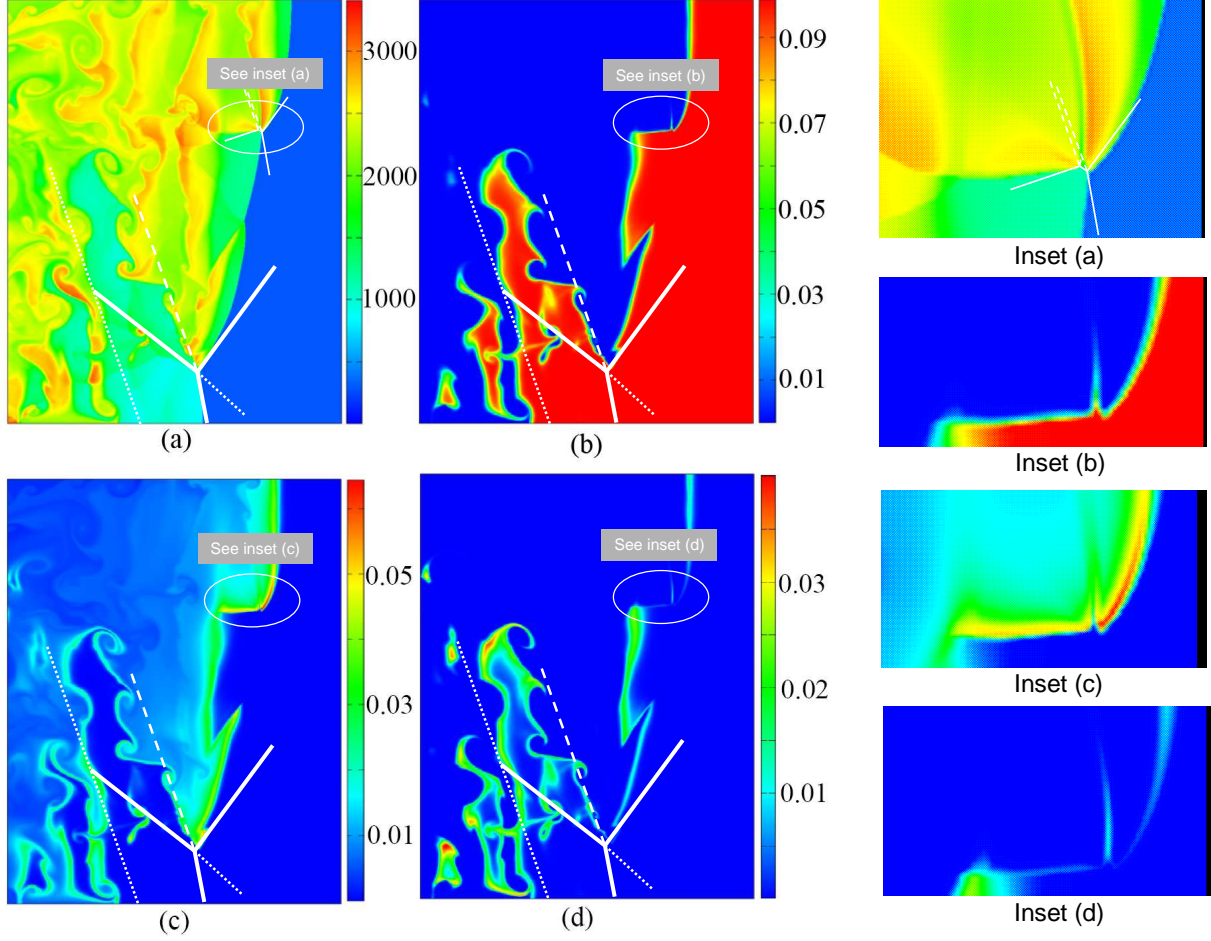 3000
2000
1000
See inset (a)
(a)
0.09
0.07
0.05
0.03
0.01
See inset (b)
(b)
Inset (a)
Inset (b)
0.05
0.03
0.01
See inset (c)
(c)
0.03
0.02
0.01
See inset (d)
(d)
Inset (c)
Inset (d)